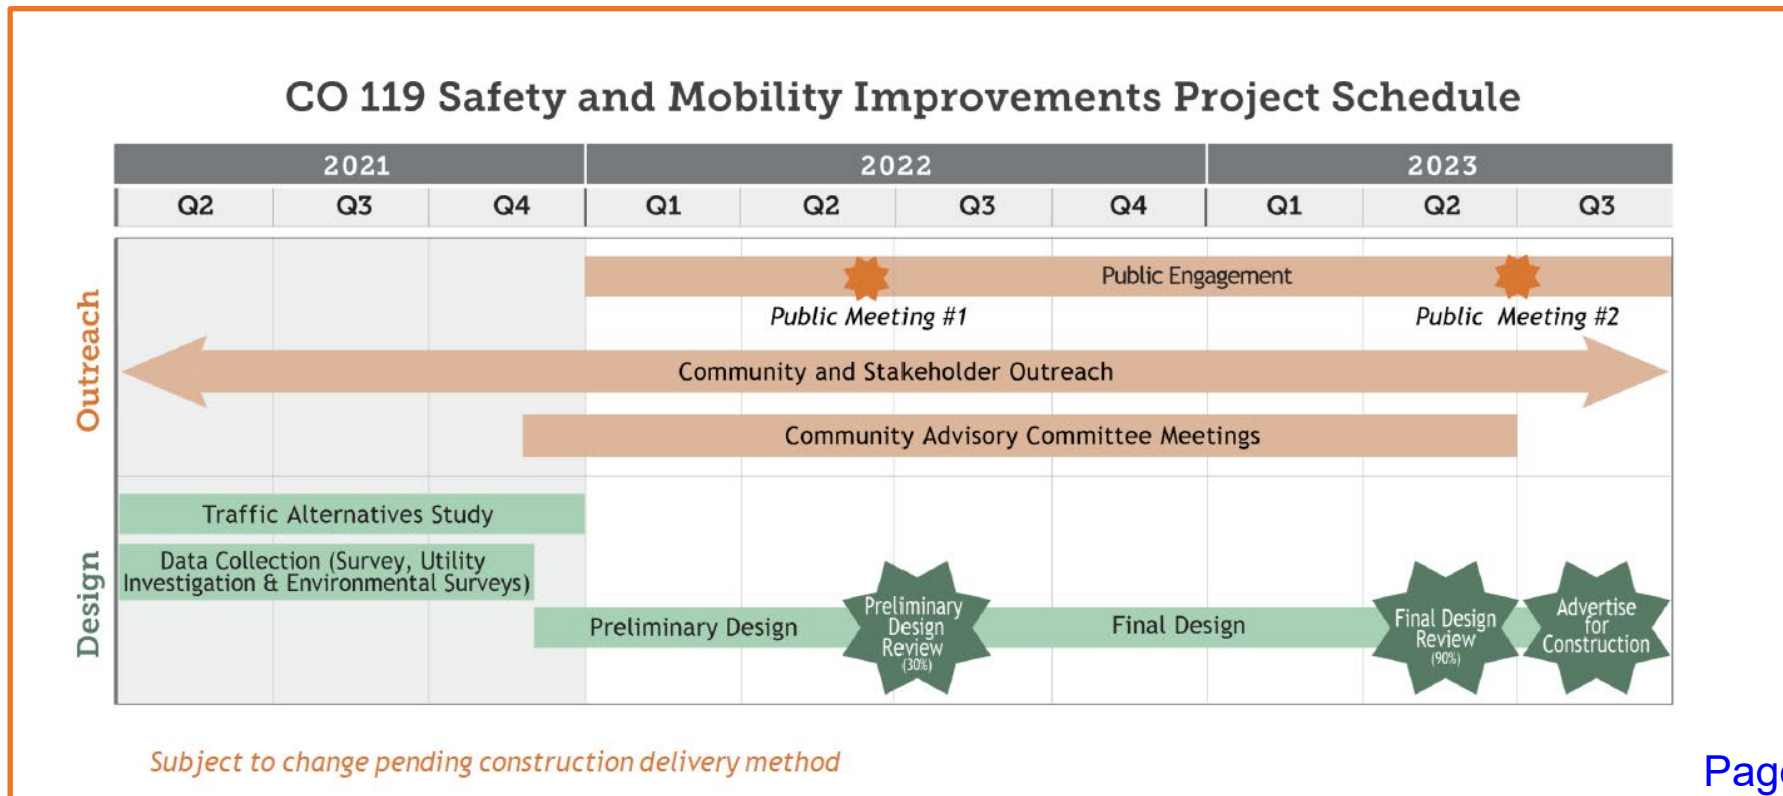 CO 119 Safety and Mobility Improvements Project Schedule
2021 2022 2023
Q2 Q3 Q4 Q1 Q2 Q3 Q4 Q1 Q2 Q3
Outreach
Public Engagement
Public Meeting #1 Public Meeting #2
Community and Stakeholder Outreach
Community Advisory Committee Meetings
Design
Traffic Alternatives Study
Data Collection (Survey, Utility
Investigation & Environmental Surveys)
Preliminary Design
Preliminary
Design
Review
(30%)
Final Design
Final Design
Review
(90%)
Advertise
for
Construction
Subject to change pending construction delivery method